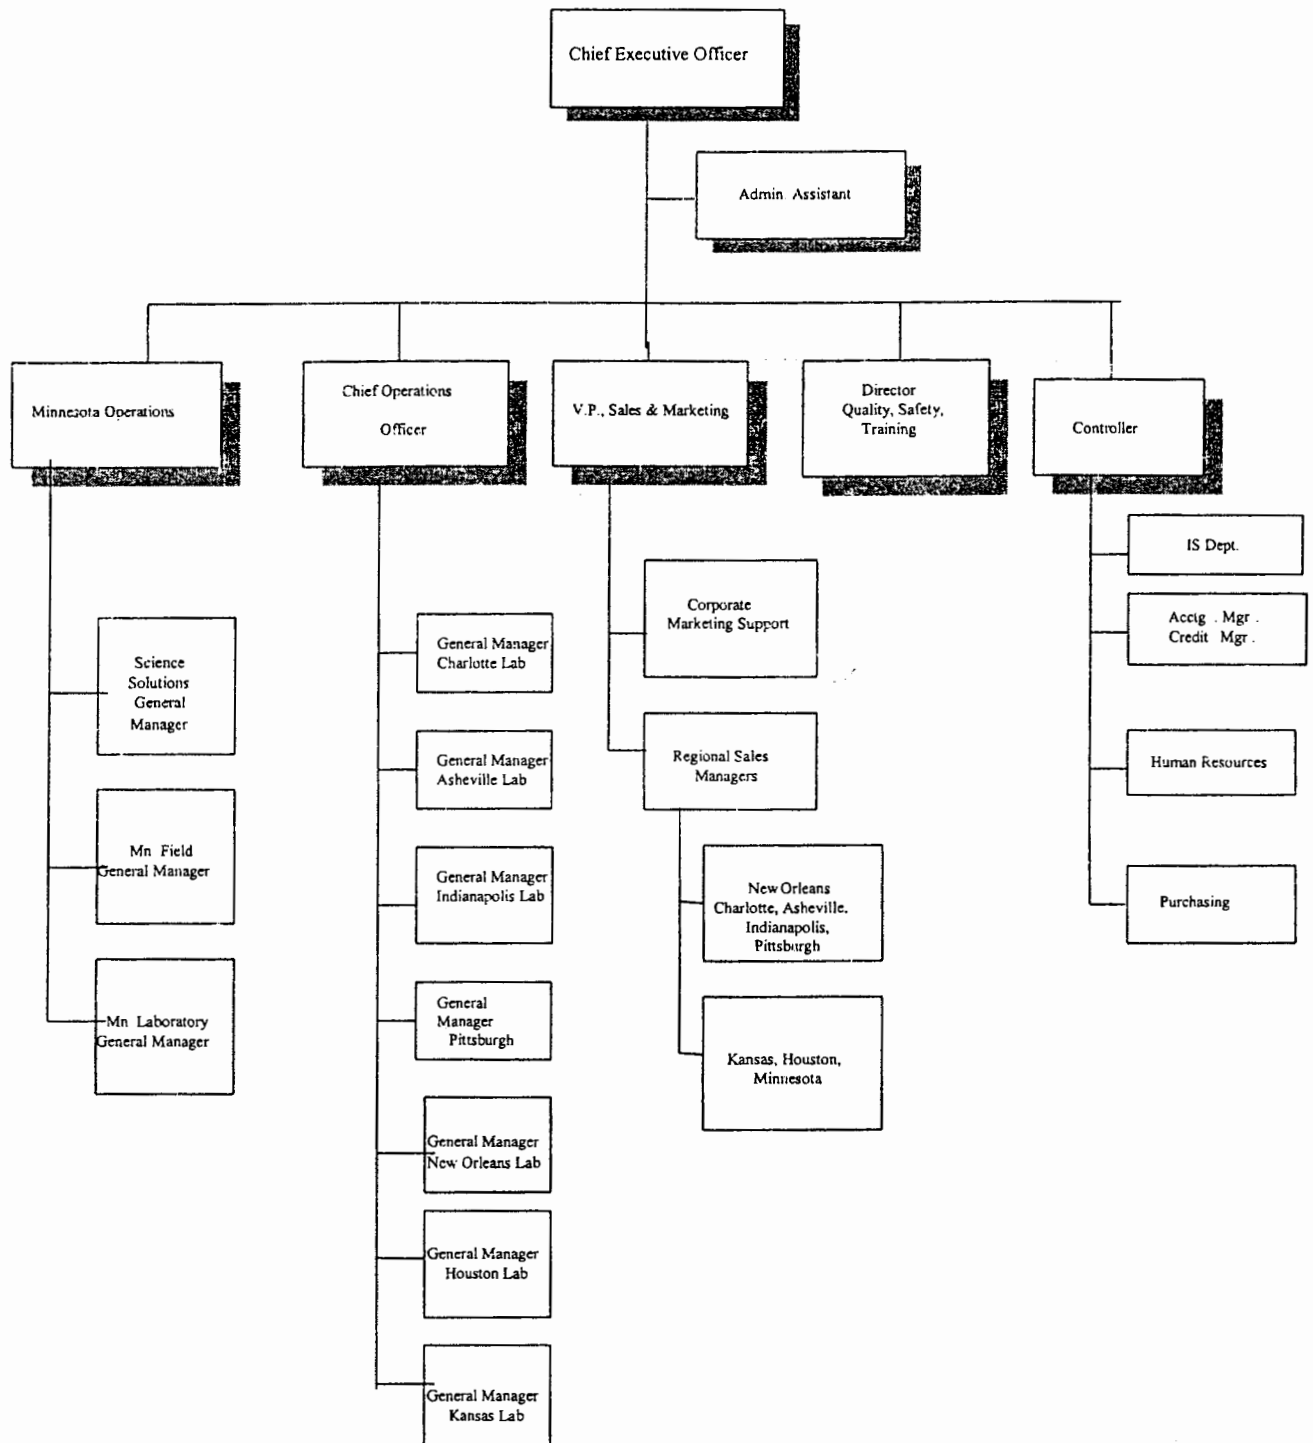 Chief Executive Officer
Admin. Assistant
Minnesota Operations
Chief Operations
Officer
V.P., Sales & Marketing
Director
Quality, Safety,
Training
Controller
Science
Solutions
General
Manager
Mn Field
General Manager
Mn Laboratory
General Manager
General Manager
Charlotte Lab
General Manager
Asheville Lab
General Manager
Indianapolis Lab
General
Manager
Pittsburgh
General Manager
New Orleans Lab
General Manager
Houston Lab
General Manager
Kansas Lab
Corporate
Marketing Support
Regional Sales
Managers
New Orleans
Charlotte, Asheville,
Indianapolis,
Pittsburgh
Kansas, Houston,
Minnesota
IS Dept.
Acctg . Mgr .
Credit Mgr .
Human Resources
Purchasing